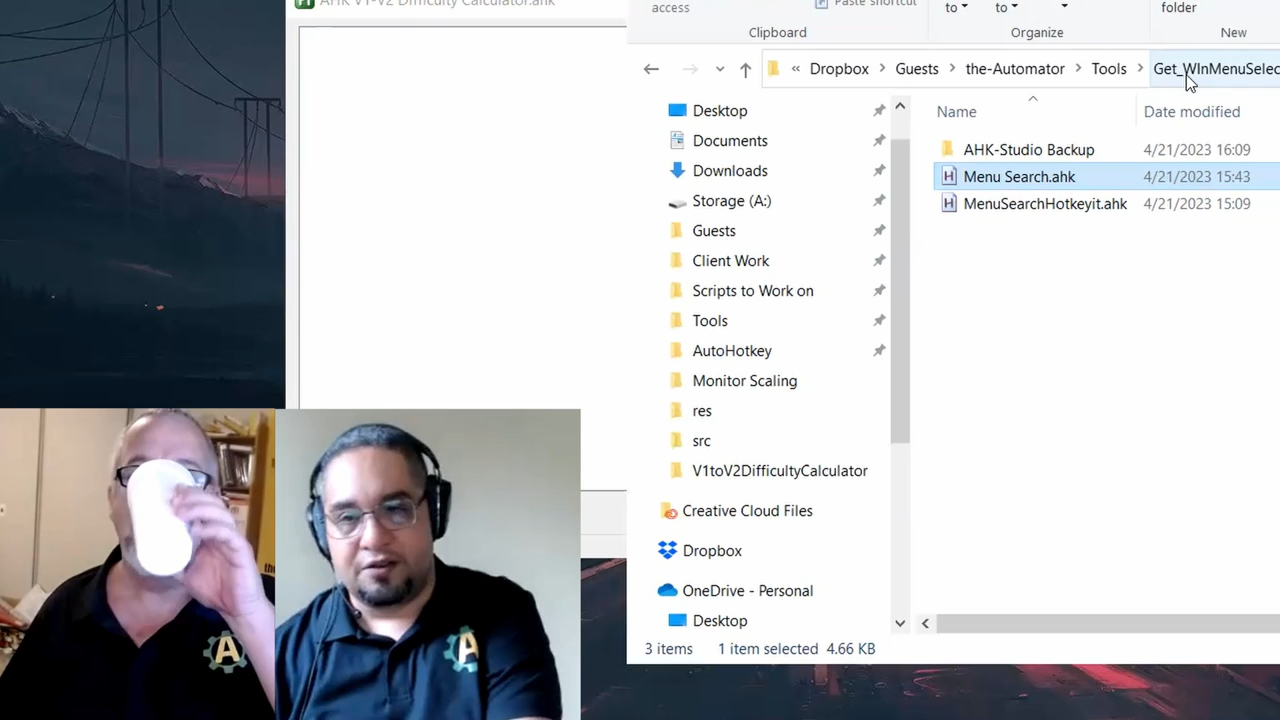 AHK V1-V2 Difficulty Calculator.ahk
access
Paste shortcut
to
to
folder
Clipboard
Organize
New
« Dropbox > Guests > the-Automator > Tools > Get_WInMenuSelec
Name
Date modified
Desktop
Documents
Downloads
Storage (A:)
Guests
Client Work
Scripts to Work on
Tools
AutoHotkey
Monitor Scaling
res
src
V1toV2DifficultyCalculator
Creative Cloud Files
Dropbox
OneDrive - Personal
Desktop
AHK-Studio Backup 4/21/2023 16:09
Menu Search.ahk 4/21/2023 15:43
MenuSearchHotkeyit.ahk 4/21/2023 15:09
3 items 1 item selected 4.66 KB
A
A